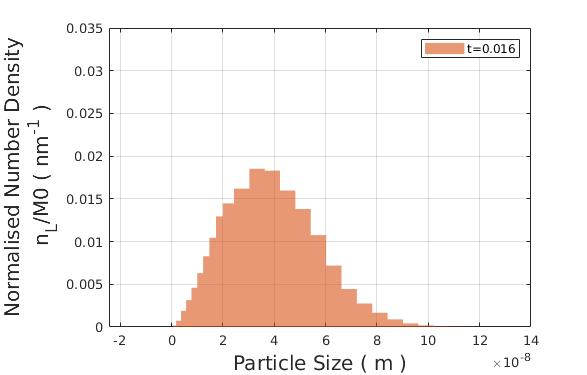 Normalised Number Density
n_L/M0 ( nm^-1 )
0.035
0.03
0.025
0.02
0.015
0.01
0.005
0
t=0.016
-2 0 2 4 6 8 10 12 14
×10^-8
Particle Size ( m )